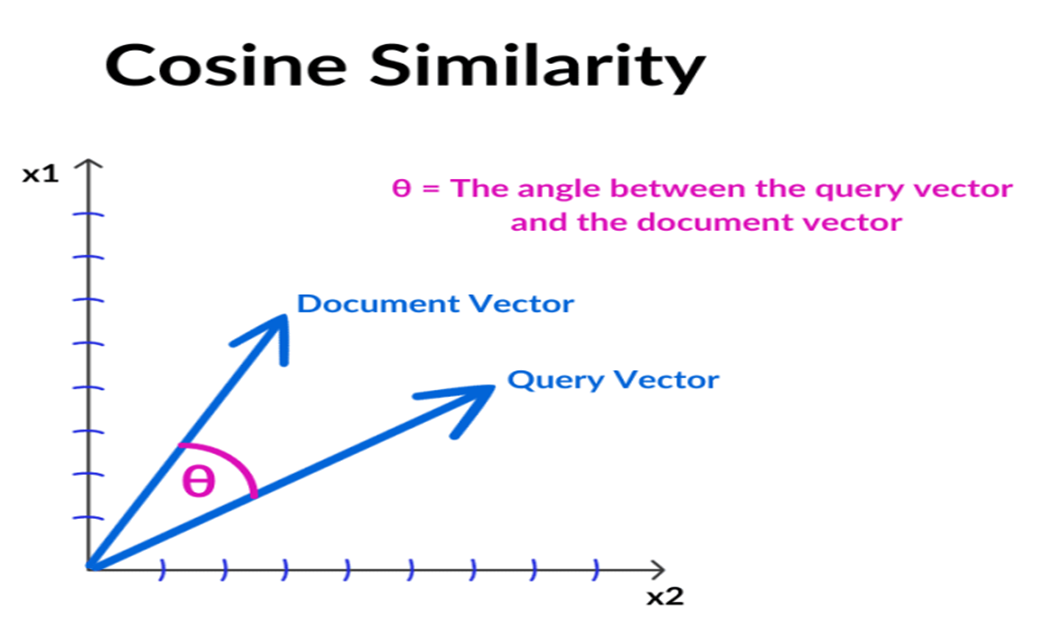 Cosine Similarity
x1
θ = The angle between the query vector
and the document vector
Document Vector
Query Vector
θ
x2